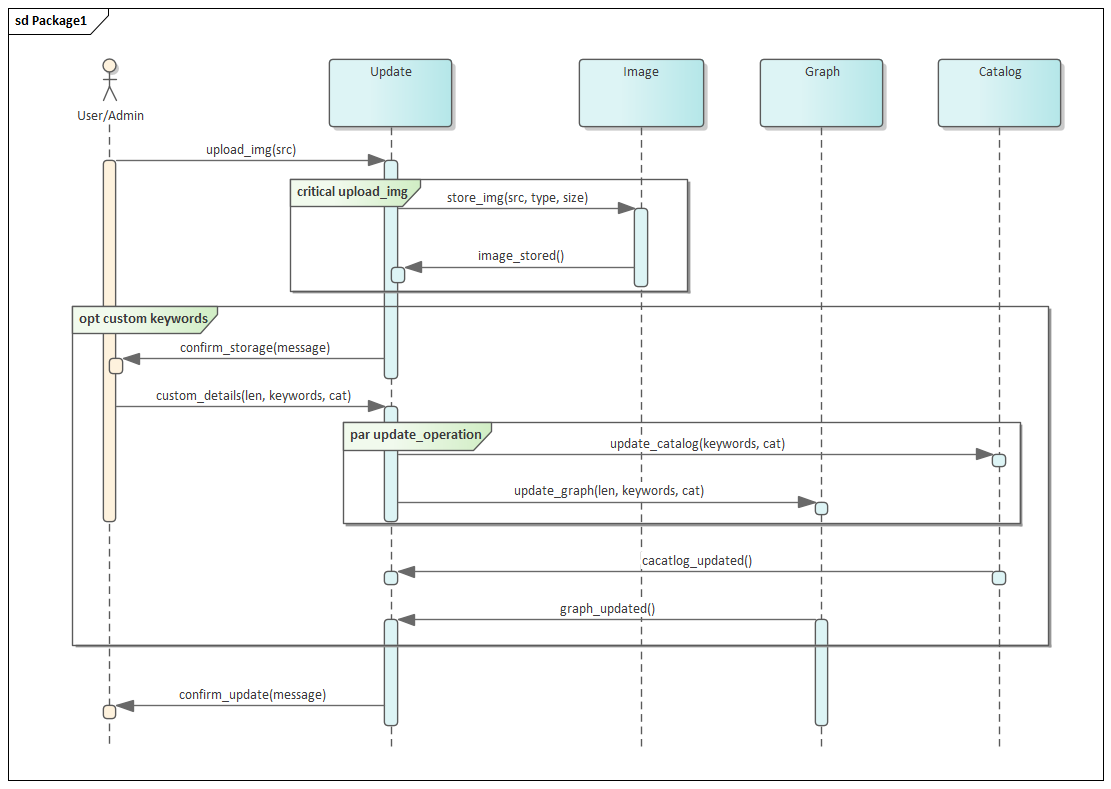 sd Package1
User/Admin
Update
Image
Graph
Catalog
upload_img(src)
critical upload_img
store_img(src, type, size)
image_stored()
opt custom keywords
confirm_storage(message)
custom_details(len, keywords, cat)
par update_operation
update_catalog(keywords, cat)
update_graph(len, keywords, cat)
cacatlog_updated()
graph_updated()
confirm_update(message)